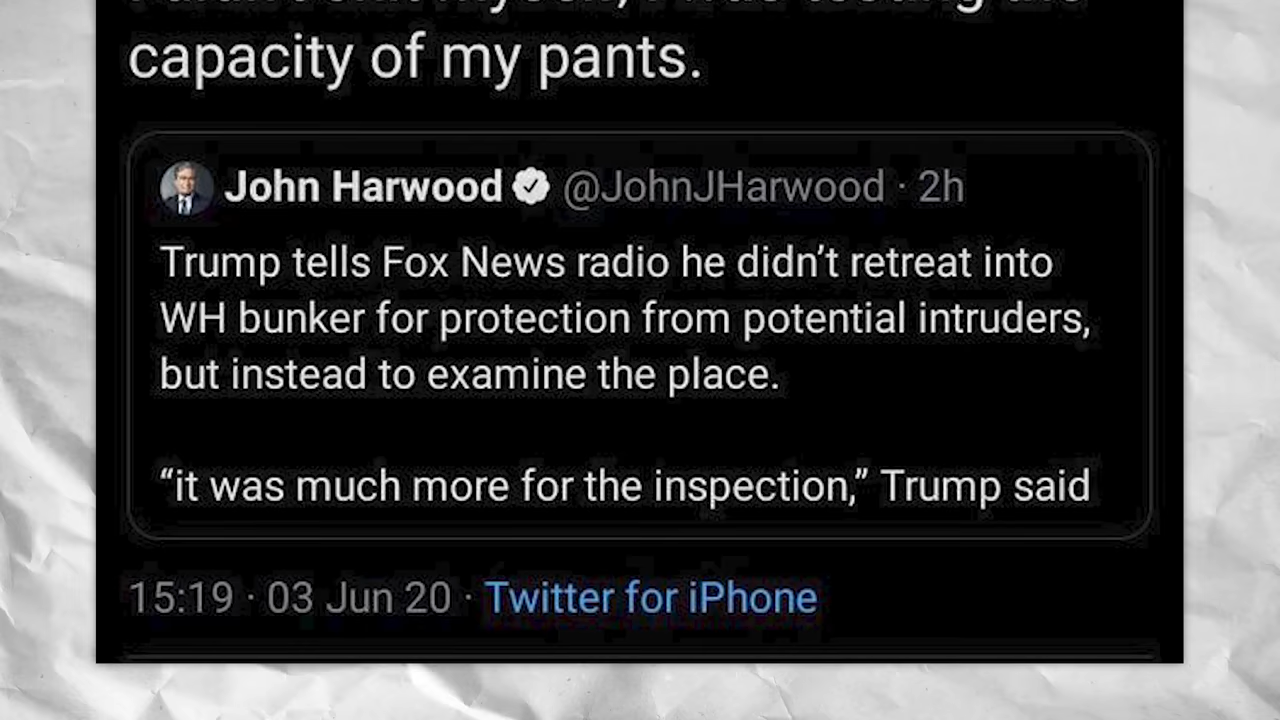 capacity of my pants.
John Harwood @JohnJHarwood · 2h
Trump tells Fox News radio he didn’t retreat into
WH bunker for protection from potential intruders,
but instead to examine the place.
“it was much more for the inspection,” Trump said
15:19 · 03 Jun 20 · Twitter for iPhone